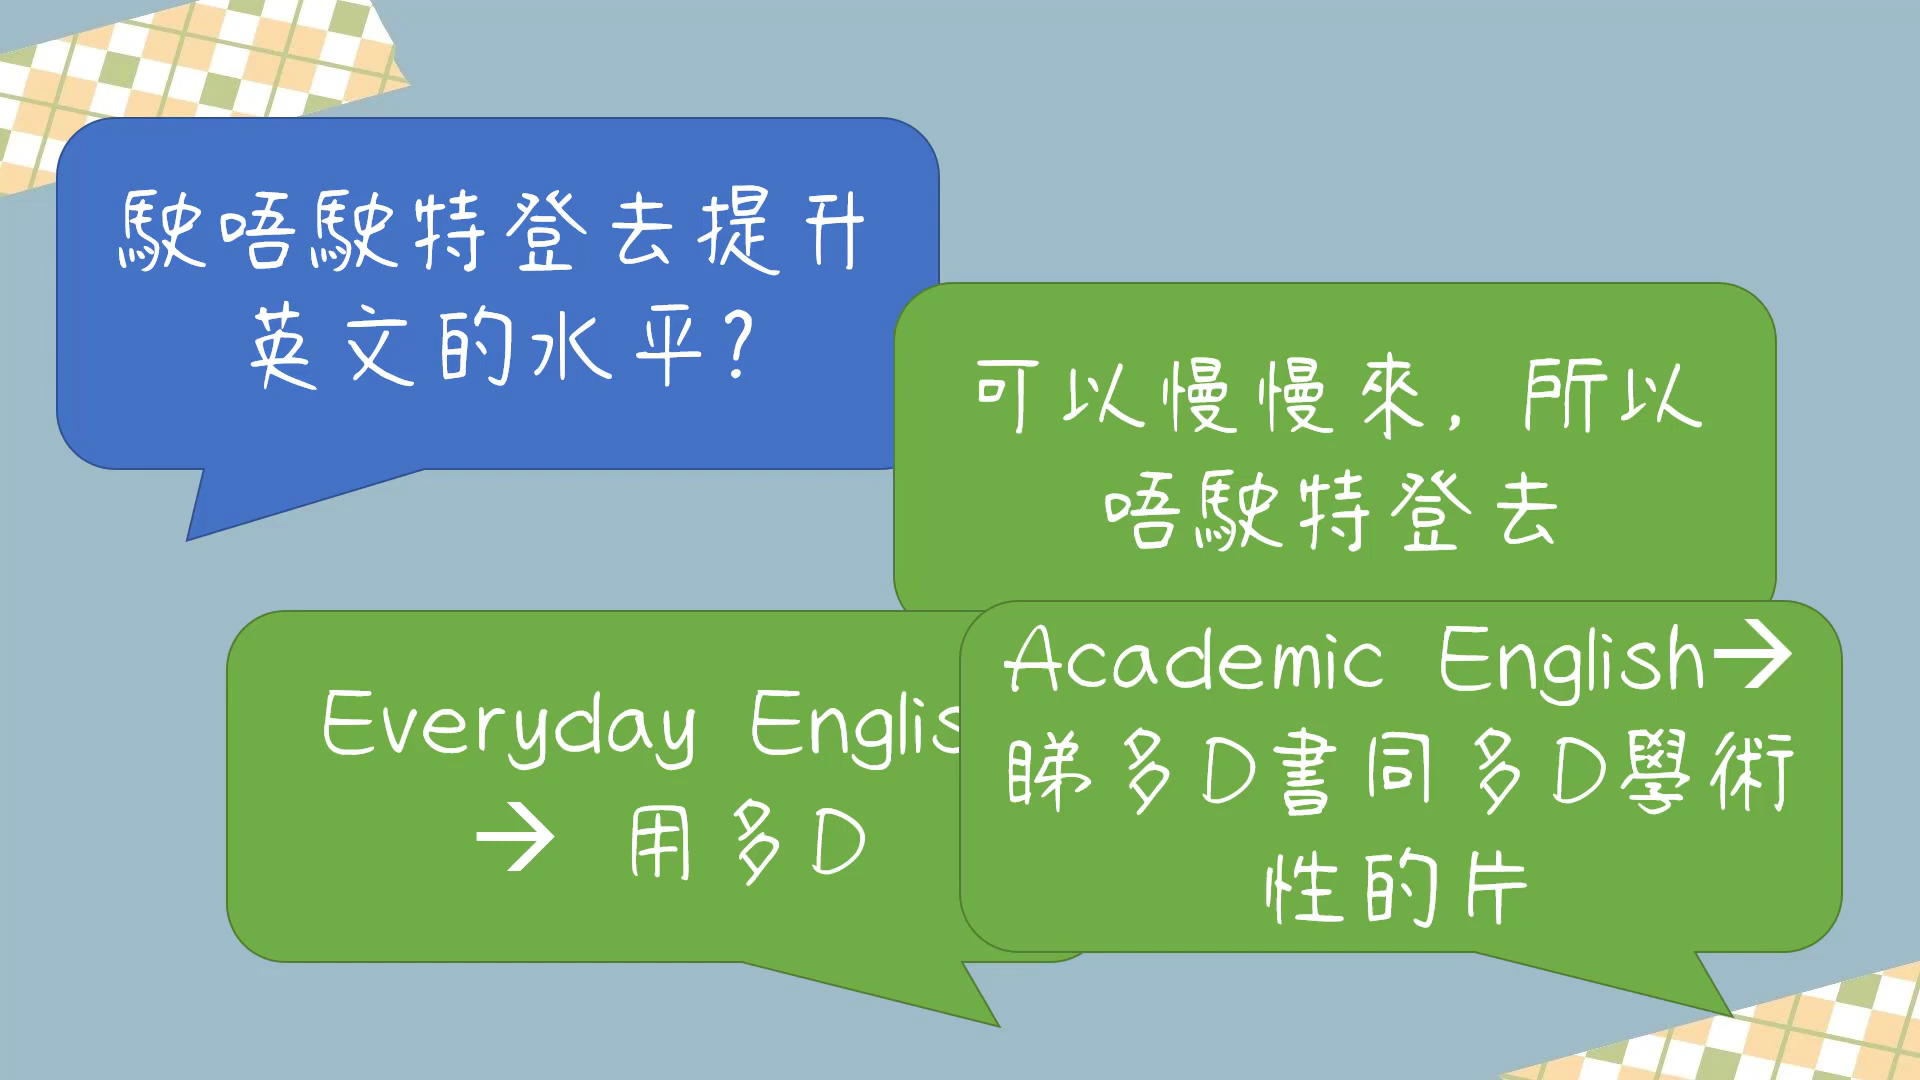 駛唔駛特登去提升
英文的水平?
可以慢慢來, 所以
唔駛特登去
Everyday Englis
→ 用多D
Academic English→
睇多D書同多D學術
性的片